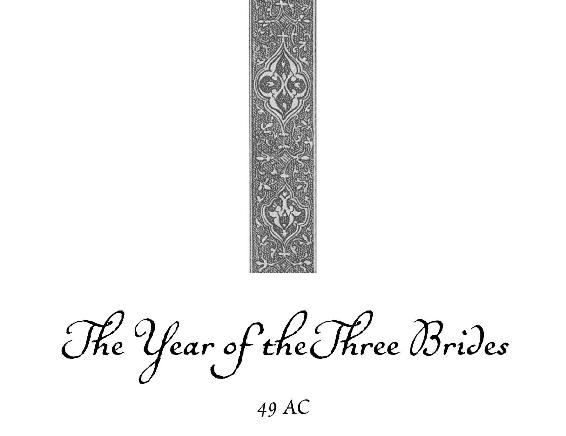 The Year of the Three Brides
49 AC